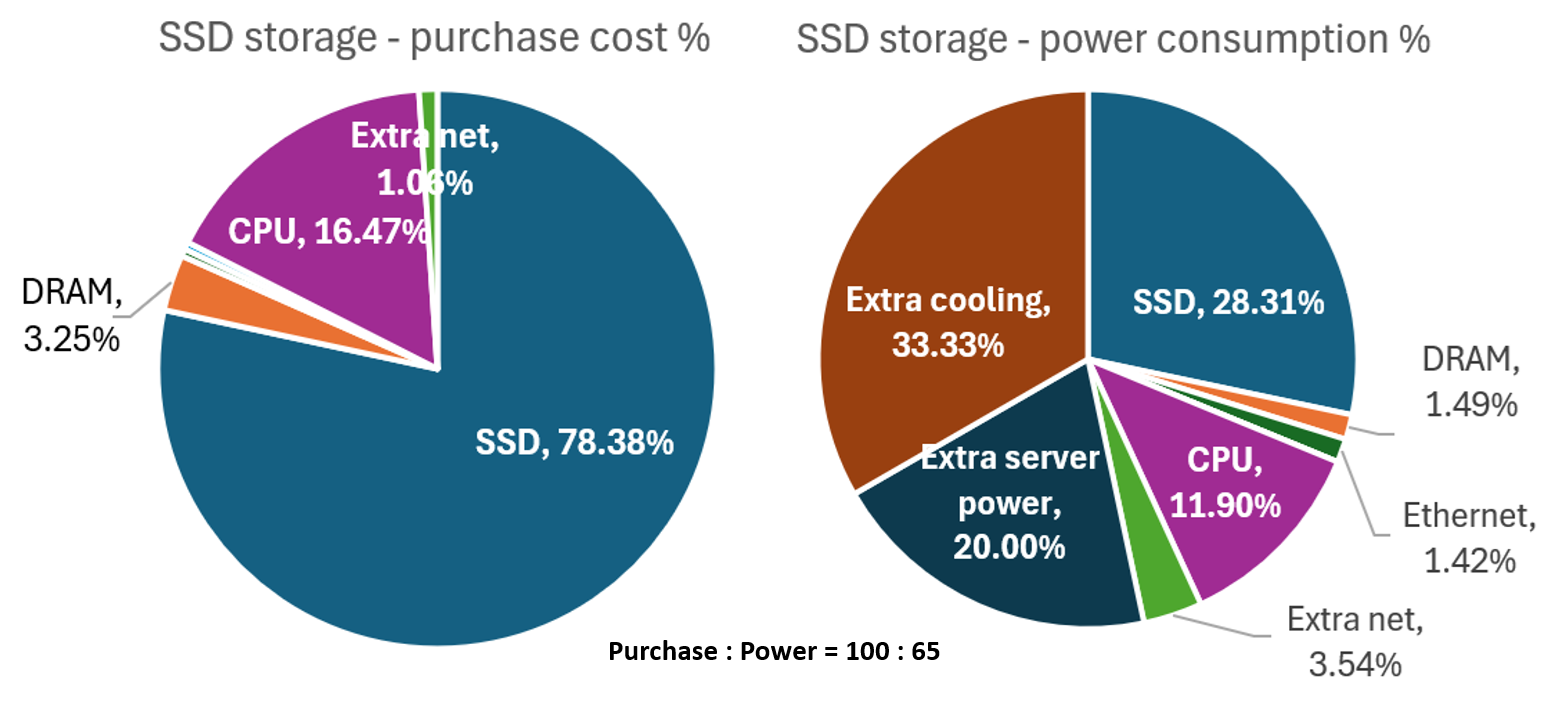 SSD storage - purchase cost %
Extra net,
1.06%
CPU, 16.47%
DRAM,
3.25%
SSD, 78.38%
SSD storage - power consumption %
SSD, 28.31%
DRAM,
1.49%
Ethernet,
1.42%
CPU,
11.90%
Extra net,
3.54%
Extra server
power,
20.00%
Extra cooling,
33.33%
Purchase : Power = 100 : 65